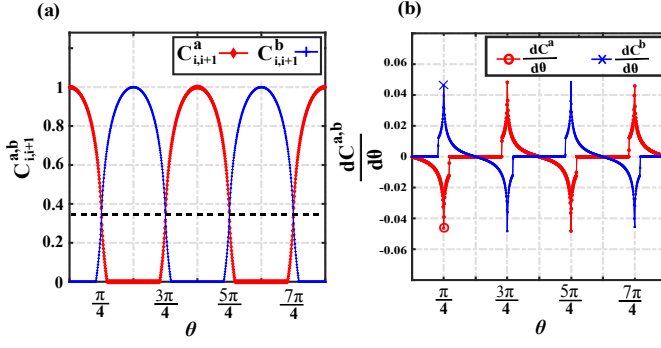 (a)
C^a_{i,i+1} C^b_{i,i+1}
C^{a,b}_{i,i+1}
1
0.8
0.6
0.4
0.2
0
π/4 3π/4 5π/4 7π/4
θ
(b)
dC^a/dθ dC^b/dθ
dC^{a,b}/dθ
0.06
0.04
0.02
0
-0.02
-0.04
-0.06
π/4 3π/4 5π/4 7π/4
θ